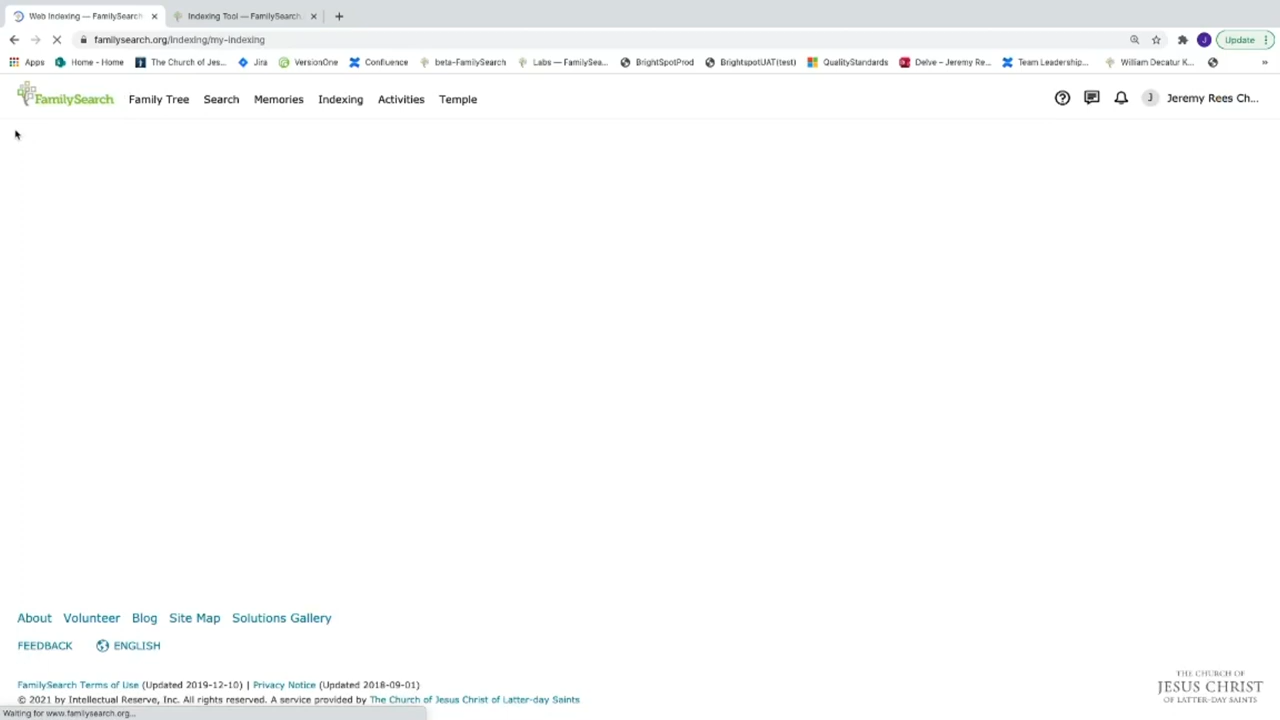 Web Indexing — FamilySearch
Indexing Tool — FamilySearch
familysearch.org/indexing/my-indexing
Update
Apps
Home - Home
The Church of Jes...
Jira
VersionOne
Confluence
beta-FamilySearch
Labs — FamilySea...
BrightSpotProd
BrightspotUAT(test)
QualityStandards
Delve – Jeremy Re...
Team Leadership...
William Decatur K...
»
FamilySearch
Family Tree
Search
Memories
Indexing
Activities
Temple
J
Jeremy Rees Ch...
About
Volunteer
Blog
Site Map
Solutions Gallery
FEEDBACK
ENGLISH
FamilySearch Terms of Use (Updated 2019-12-10) | Privacy Notice (Updated 2018-09-01)
© 2021 by Intellectual Reserve, Inc. All rights reserved. A service provided by The Church of Jesus Christ of Latter-day Saints
THE CHURCH OF
JESUS CHRIST
OF LATTER-DAY SAINTS
Waiting for www.familysearch.org...